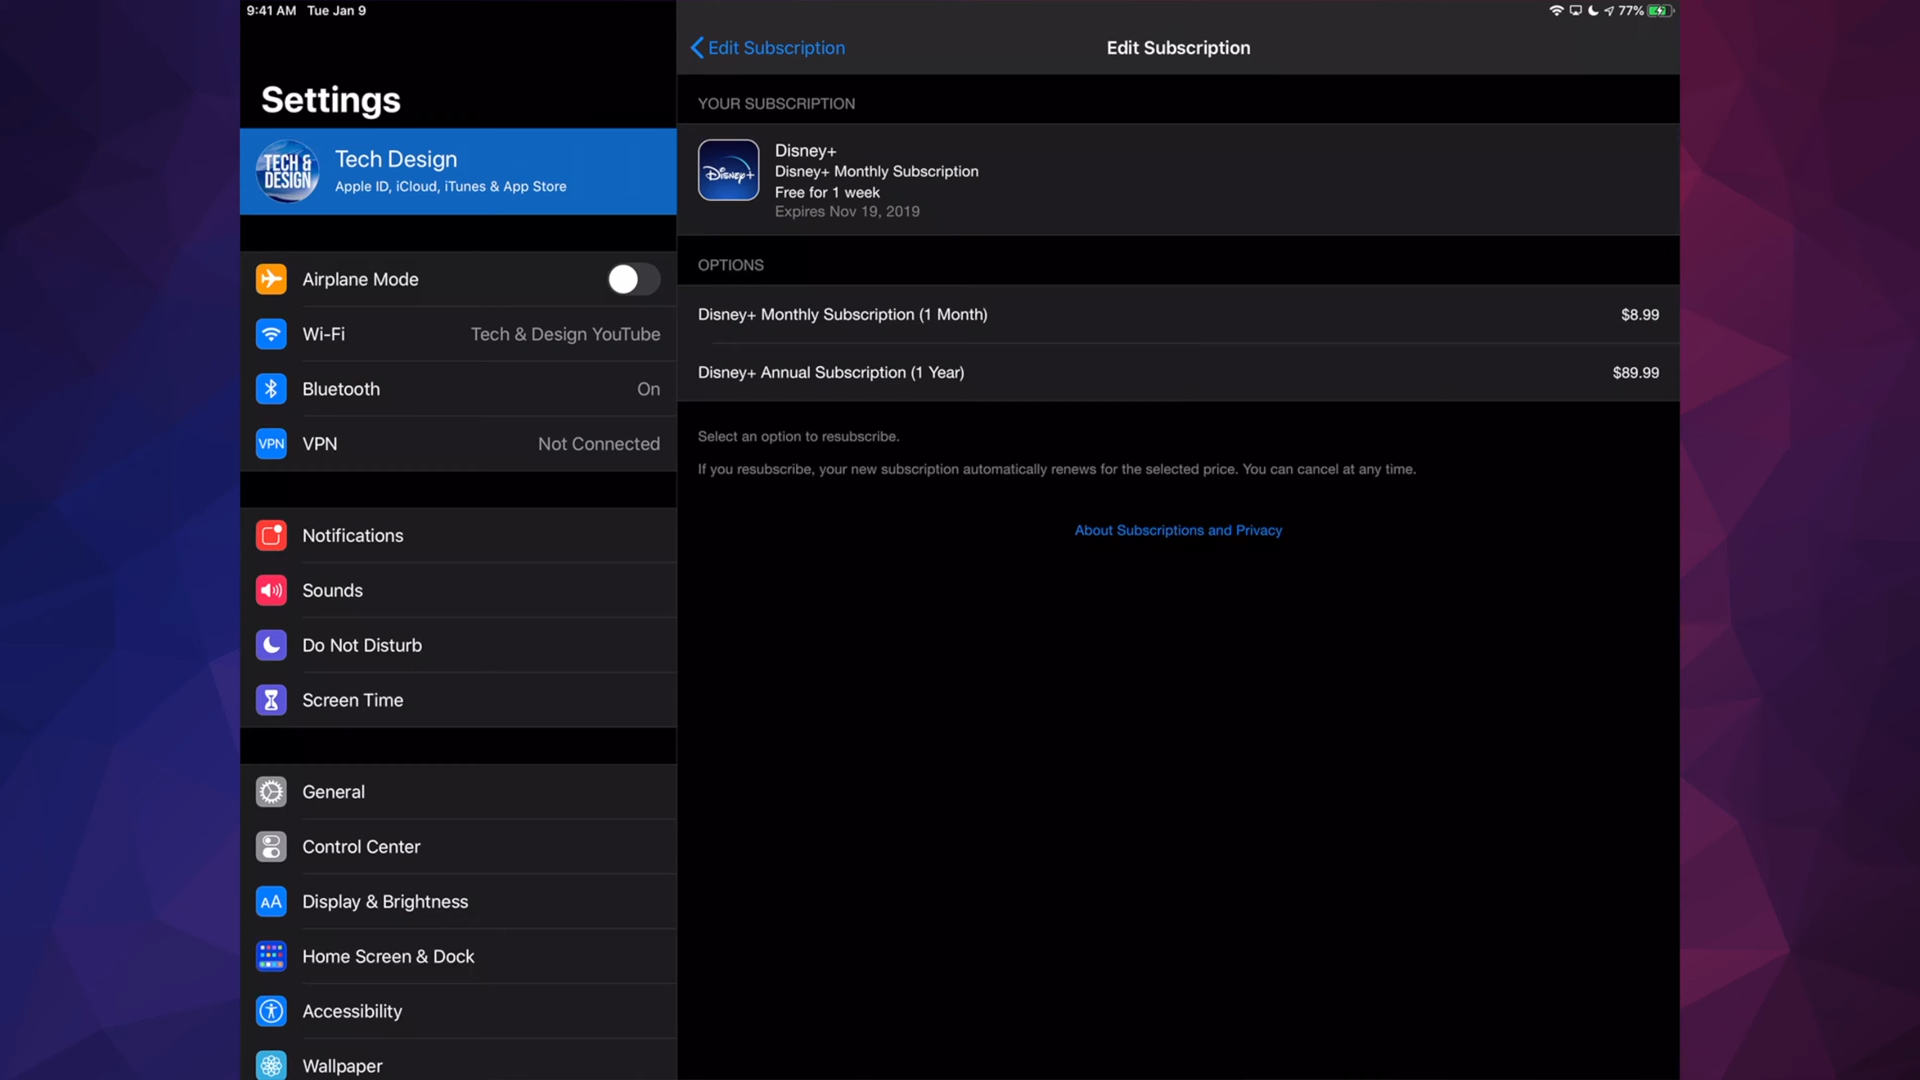 9:41 AM Tue Jan 9
77%
Settings
TECH &
DESIGN
Tech Design
Apple ID, iCloud, iTunes & App Store
Airplane Mode
Wi-Fi Tech & Design YouTube
Bluetooth On
VPN VPN Not Connected
Notifications
Sounds
Do Not Disturb
Screen Time
General
Control Center
AA Display & Brightness
Home Screen & Dock
Accessibility
Wallpaper
Edit Subscription
Edit Subscription
YOUR SUBSCRIPTION
Disney+
Disney+
Disney+ Monthly Subscription
Free for 1 week
Expires Nov 19, 2019
OPTIONS
Disney+ Monthly Subscription (1 Month) $8.99
Disney+ Annual Subscription (1 Year) $89.99
Select an option to resubscribe.
If you resubscribe, your new subscription automatically renews for the selected price. You can cancel at any time.
About Subscriptions and Privacy